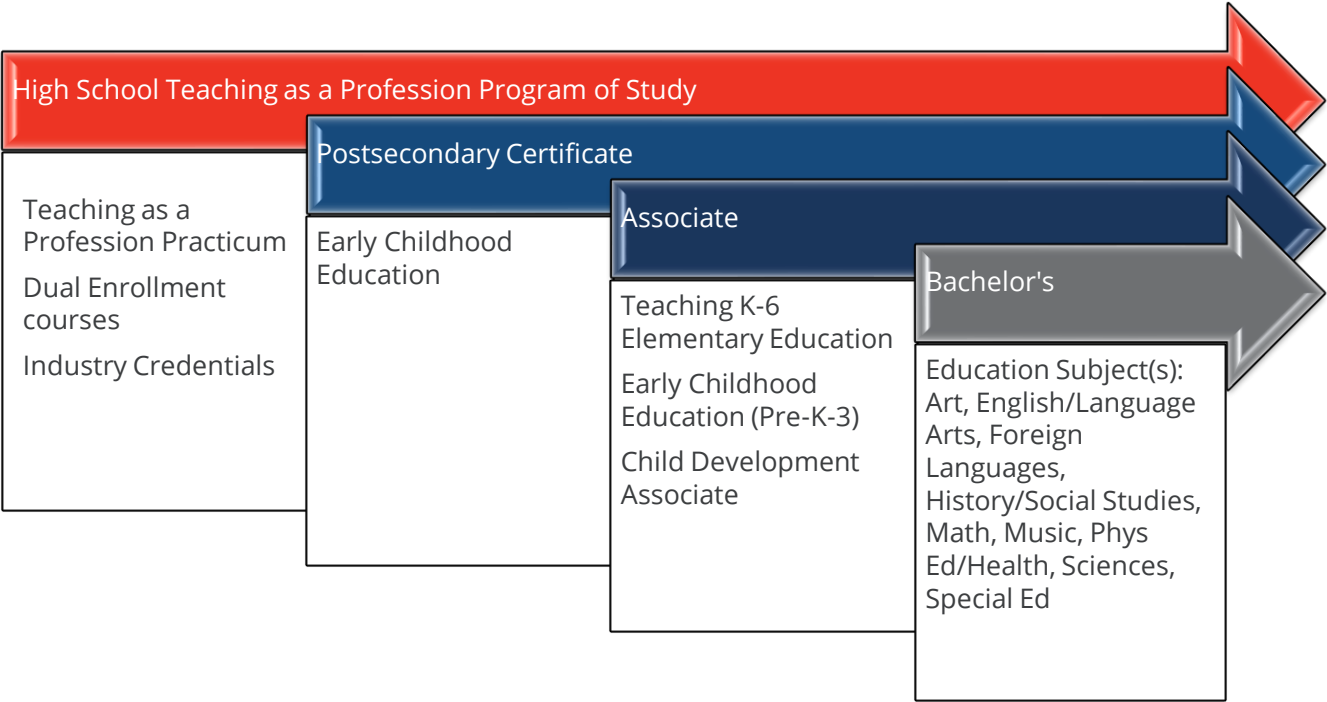 High School Teaching as a Profession Program of Study
Teaching as a
Profession Practicum
Dual Enrollment
courses
Industry Credentials
Postsecondary Certificate
Early Childhood
Education
Associate
Teaching K-6
Elementary Education
Early Childhood
Education (Pre-K-3)
Child Development
Associate
Bachelor's
Education Subject(s):
Art, English/Language
Arts, Foreign
Languages,
History/Social Studies,
Math, Music, Phys
Ed/Health, Sciences,
Special Ed